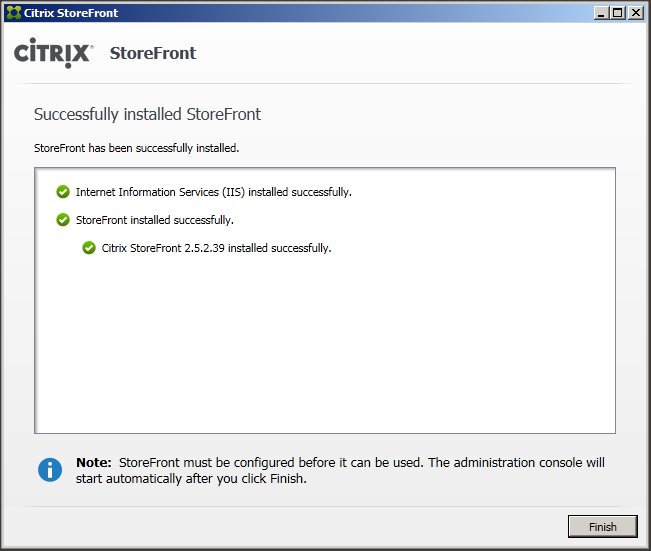 Citrix StoreFront
CİTRIX StoreFront
Successfully installed StoreFront
StoreFront has been successfully installed.
Internet Information Services (IIS) installed successfully.
StoreFront installed successfully.
Citrix StoreFront 2.5.2.39 installed successfully.
Note: StoreFront must be configured before it can be used. The administration console will
start automatically after you click Finish.
Finish